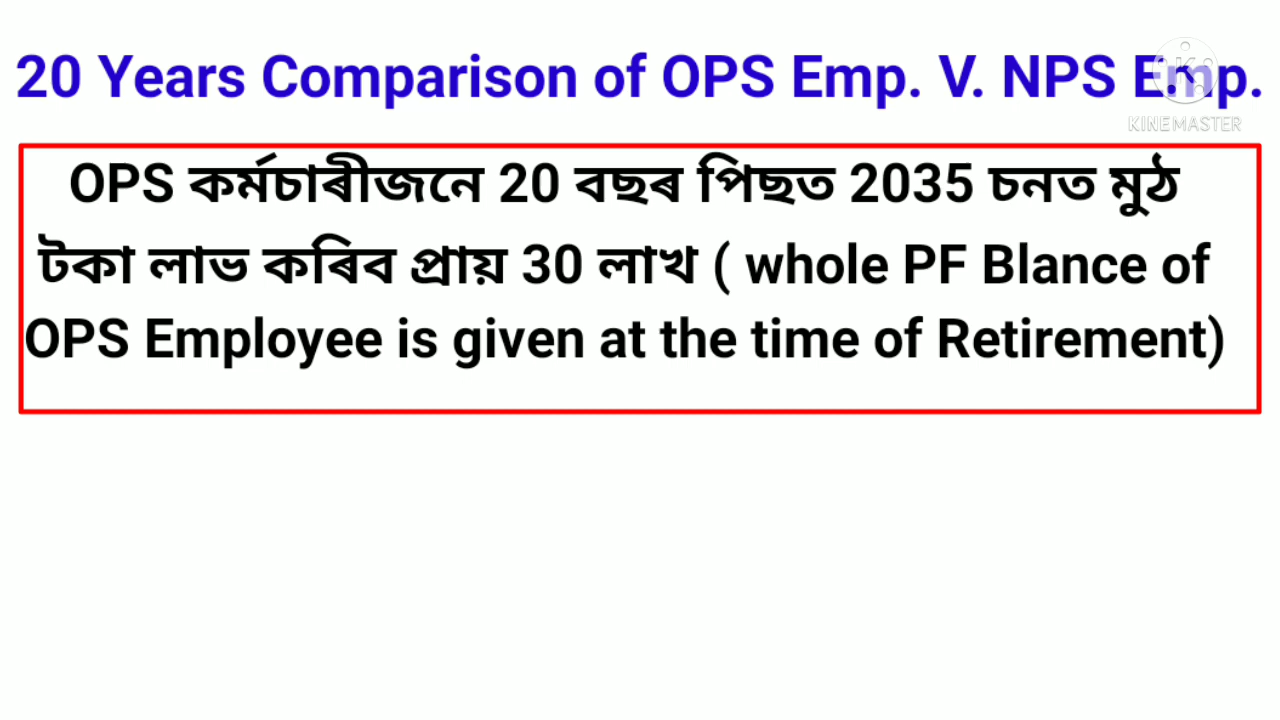 20 Years Comparison of OPS Emp. V. NPS Emp.
KINEMASTER
OPS কৰ্মচাৰীজনে 20 বছৰ পিছত 2035 চনত মুঠ
টকা লাভ কৰিব প্ৰায় 30 লাখ ( whole PF Blance of
OPS Employee is given at the time of Retirement)